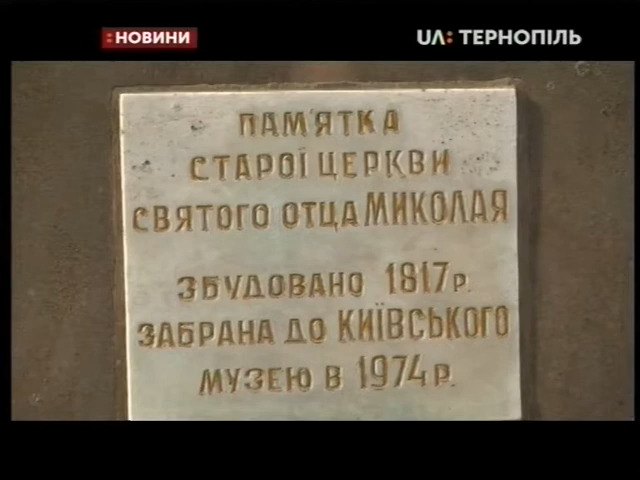 :НОВИНИ
UA: ТЕРНОПІЛЬ
ПАМ'ЯТКА
СТАРОЇ ЦЕРКВИ
СВЯТОГО ОТЦА МИКОЛАЯ
ЗБУДОВАНО 1817 р.
ЗАБРАНА ДО КИЇВСЬКОГО
МУЗЕЮ В 1974 р.